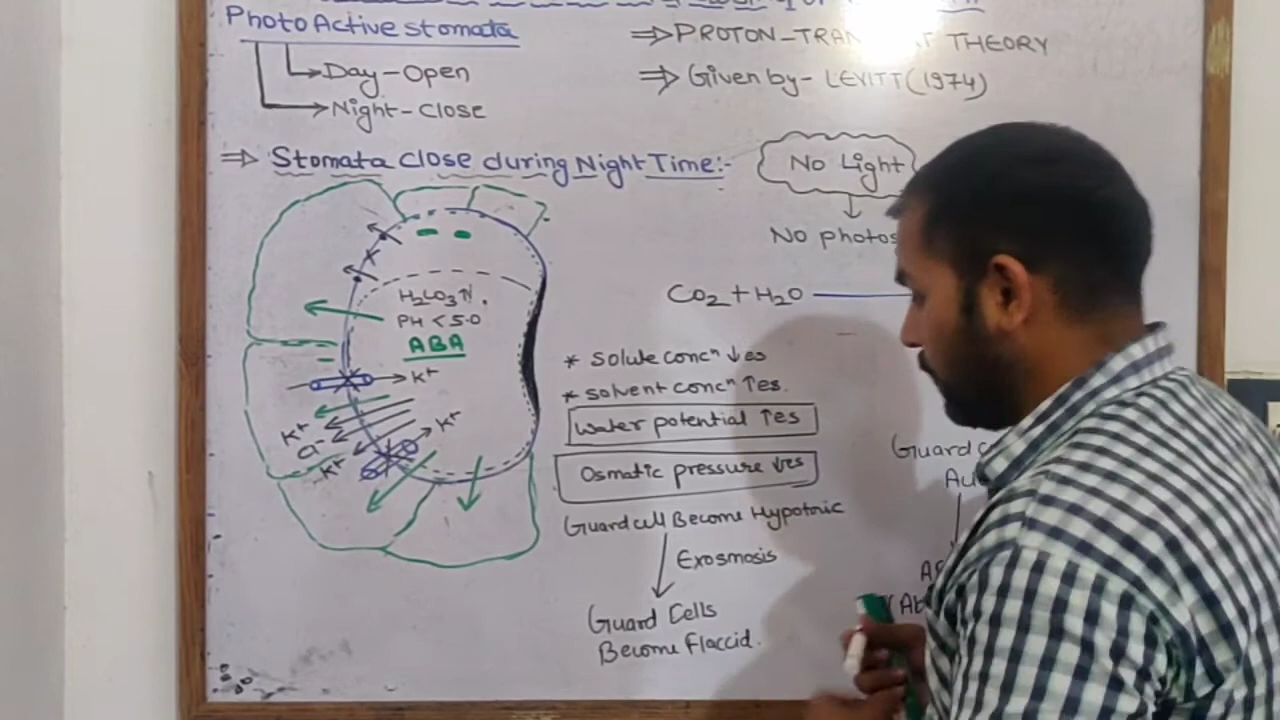 Photo Active stomata
Day-Open
Night-Close
⇒ PROTON-TRAN T THEORY
⇒ Given by- LEVITT (1974)
⇒ Stomata Close during Night Time:-
No Light
No photos
CO2 + H2O
H2CO3 ↑
PH < 5.0
ABA
K+
K+
K+
Cl-
K+
* Solute concn ↓es
* Solvent concn ↑es.
Water potential ↑es
Osmatic pressure ↓es
Guard cell Become Hypotonic
Exosmosis
Guard Cells
Become Flaccid.
Guard c